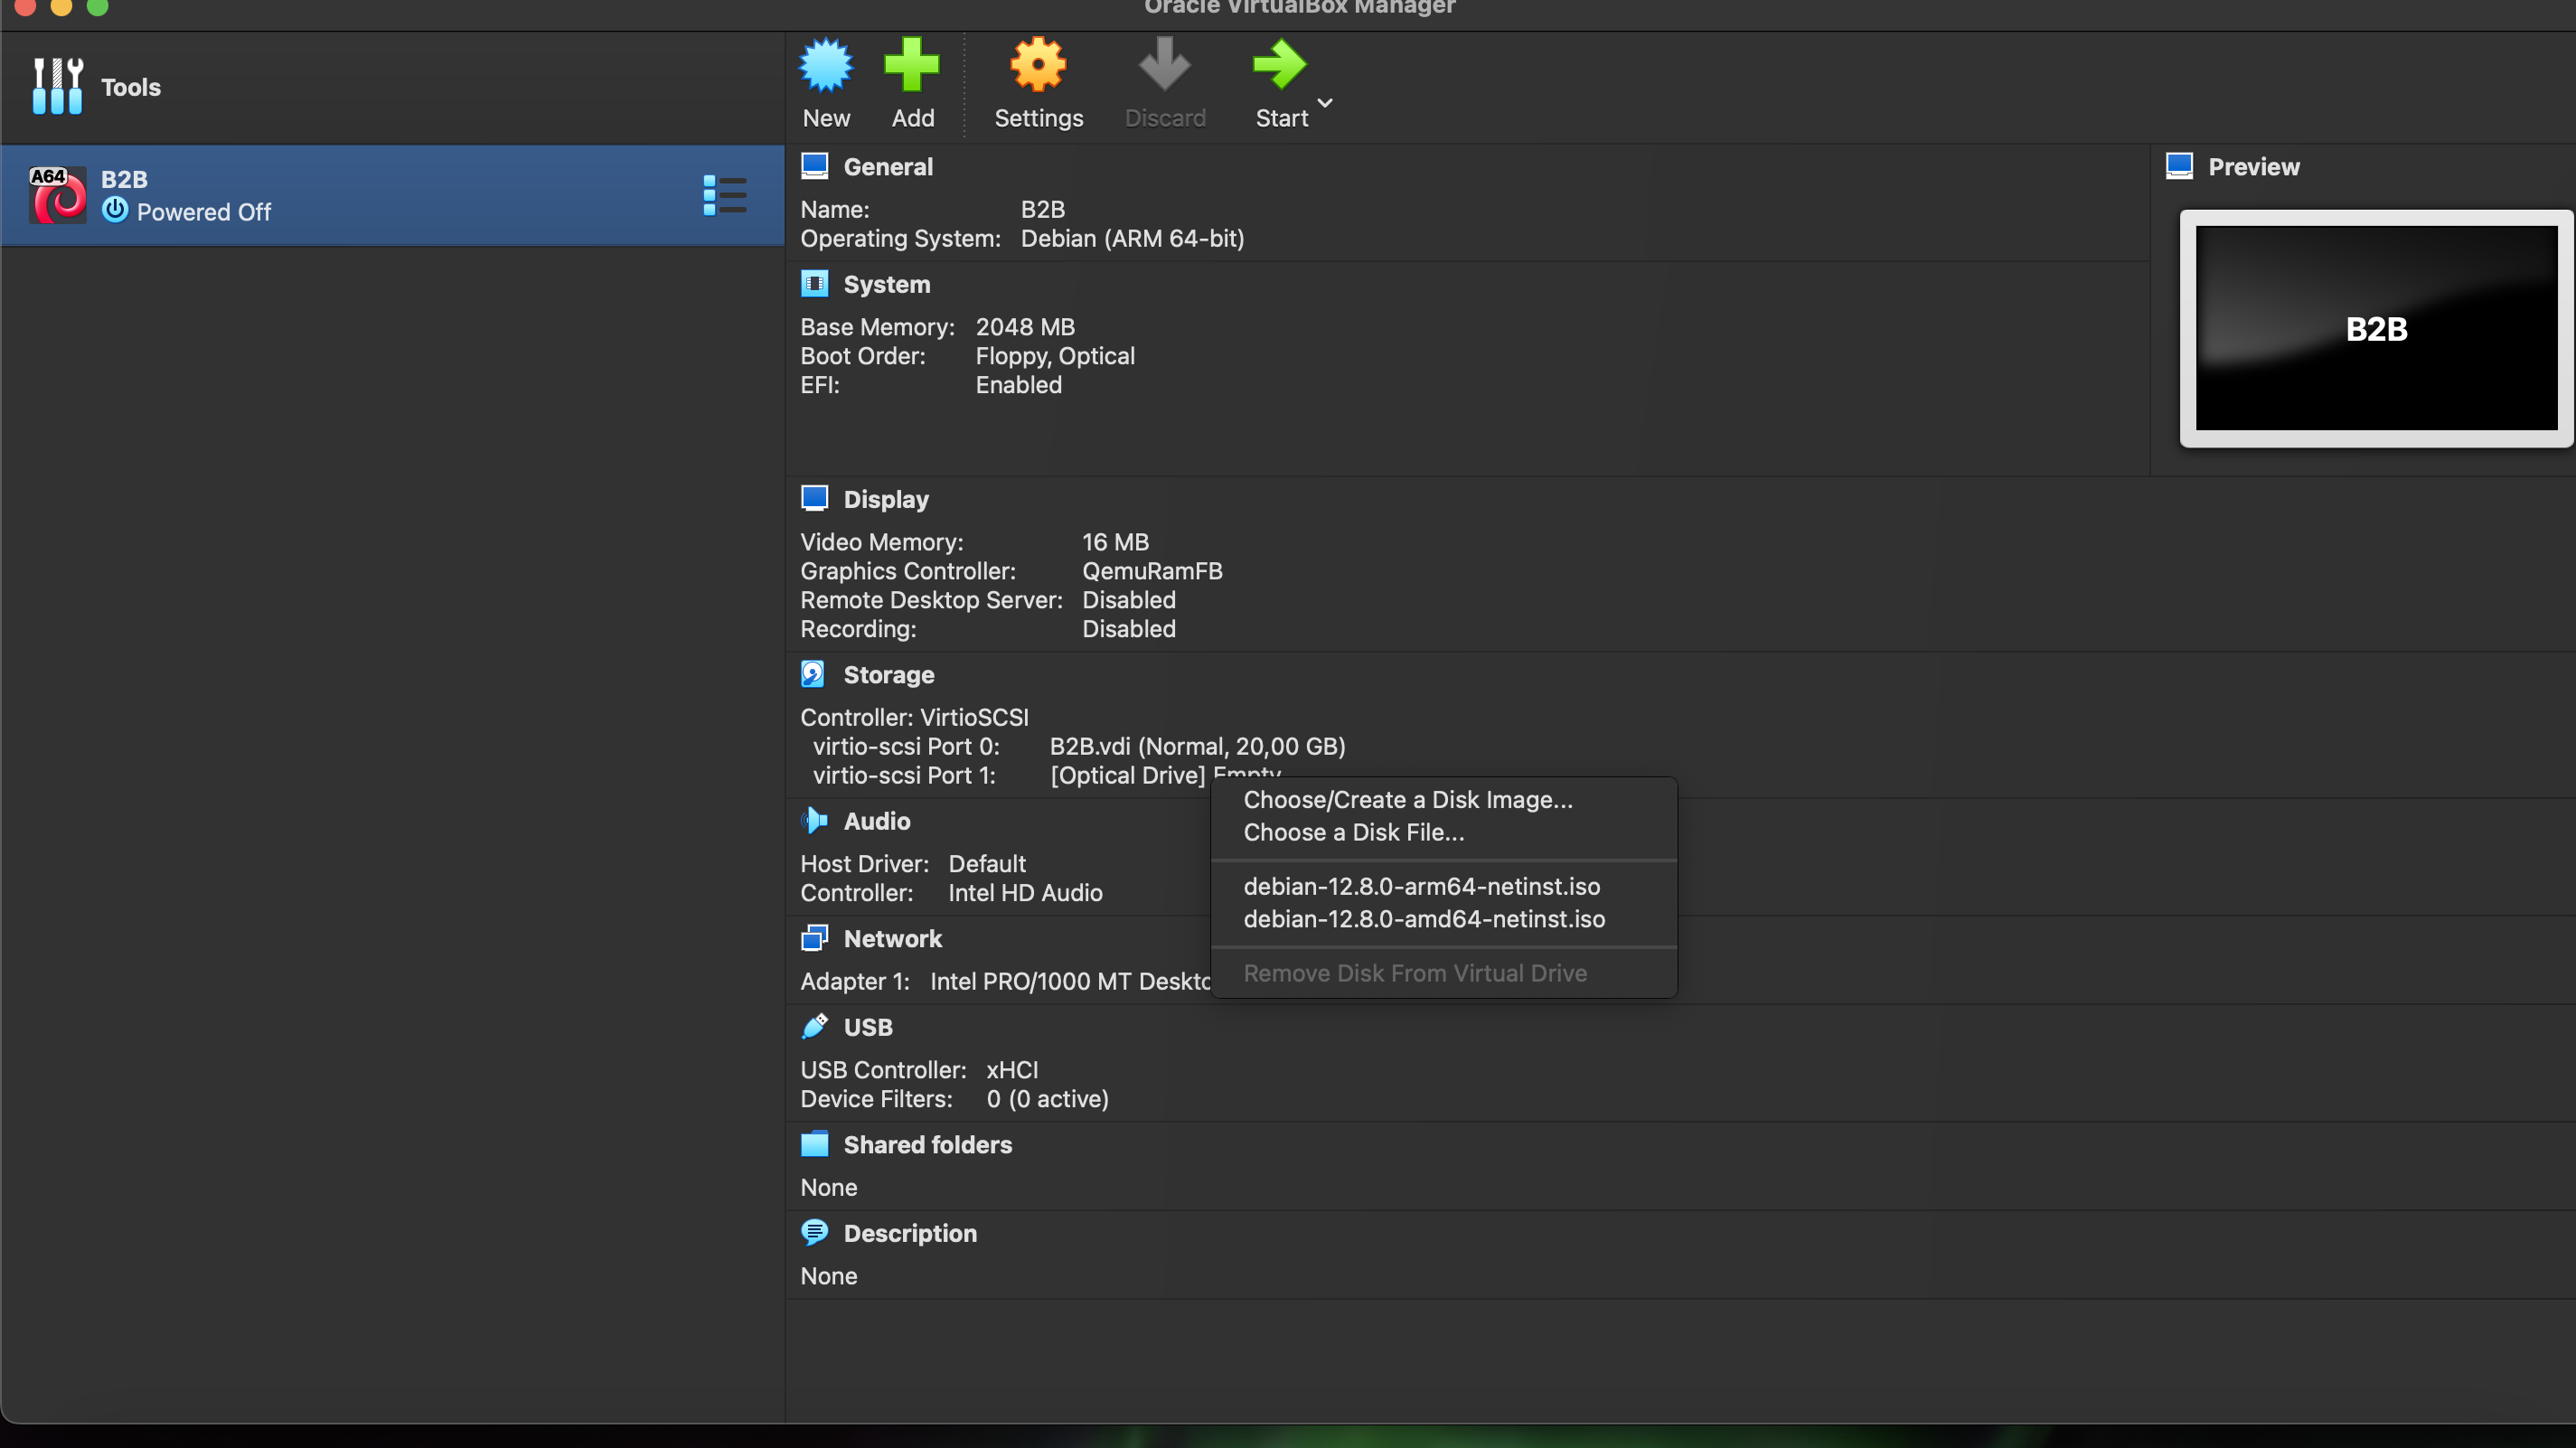 Oracle VirtualBox Manager
Tools
New
Add
Settings
Discard
Start
A64
B2B
Powered Off
General
Name: B2B
Operating System: Debian (ARM 64-bit)
System
Base Memory: 2048 MB
Boot Order: Floppy, Optical
EFI: Enabled
Preview
B2B
Display
Video Memory: 16 MB
Graphics Controller: QemuRamFB
Remote Desktop Server: Disabled
Recording: Disabled
Storage
Controller: VirtioSCSI
virtio-scsi Port 0: B2B.vdi (Normal, 20,00 GB)
virtio-scsi Port 1: [Optical Drive] Empty
Choose/Create a Disk Image...
Choose a Disk File...
debian-12.8.0-arm64-netinst.iso
debian-12.8.0-amd64-netinst.iso
Remove Disk From Virtual Drive
Audio
Host Driver: Default
Controller: Intel HD Audio
Network
Adapter 1: Intel PRO/1000 MT Deskto
USB
USB Controller: xHCI
Device Filters: 0 (0 active)
Shared folders
None
Description
None